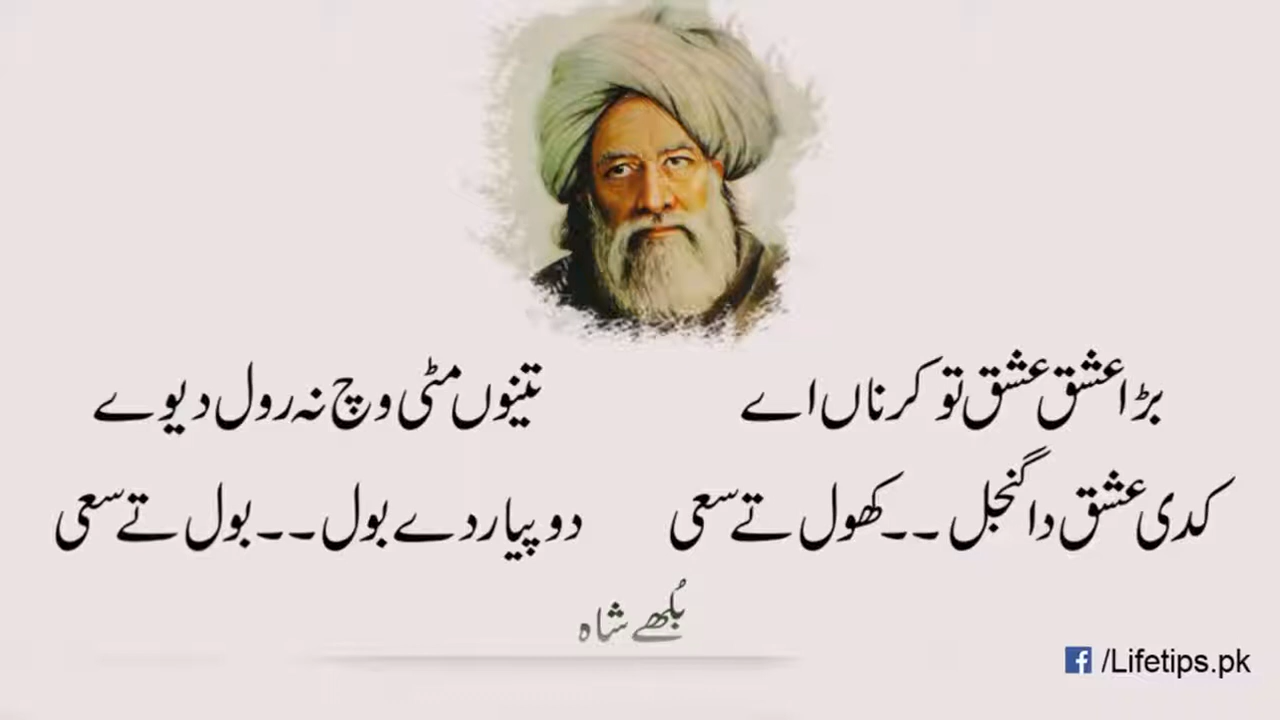 بڑا عشق عشق تو کرناں اے    تینوں مٹی وچ نہ رول دیوے
کدی عشق دا گنجل ۔۔ کھول تے سعی    دو پیار دے بول ۔۔ بول تے سعی
بُلھے شاہ
/Lifetips.pk